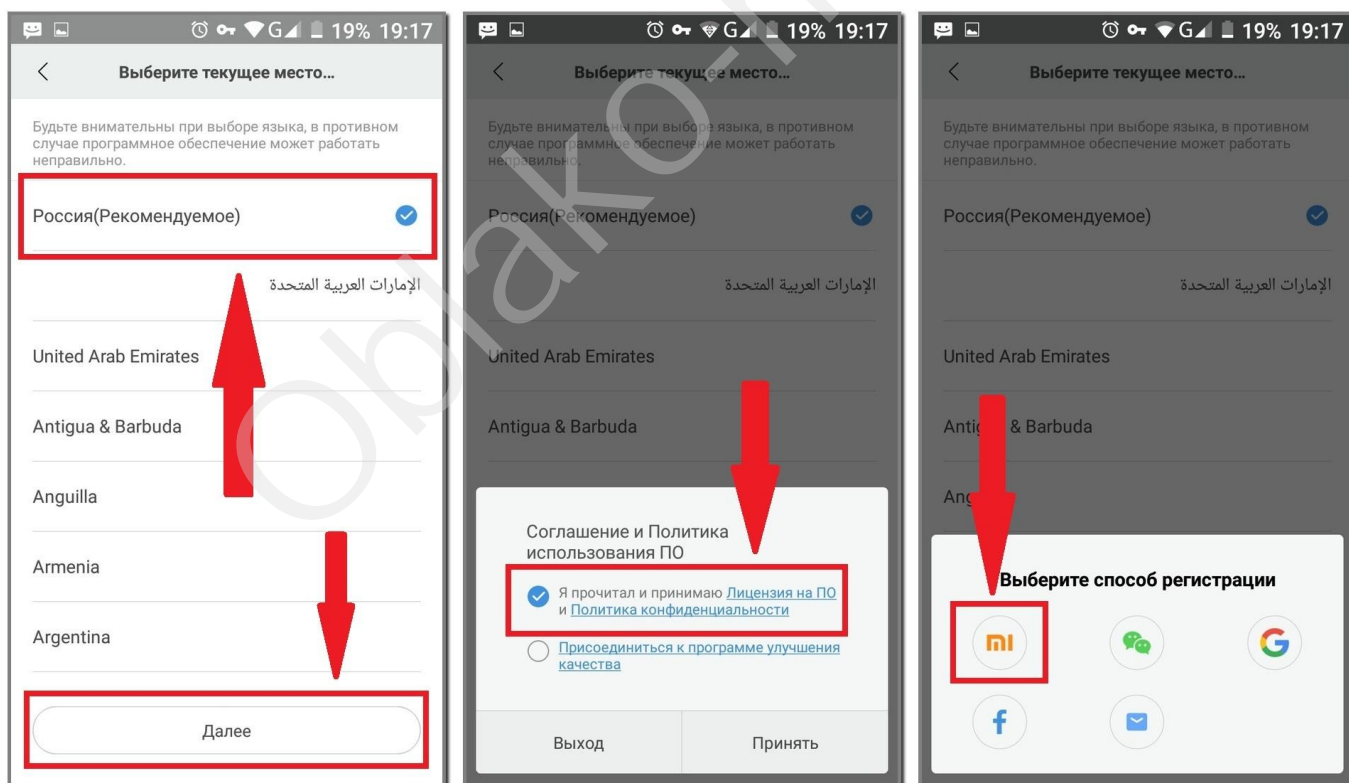 19% 19:17
Выберите текущее место...
Будьте внимательны при выборе языка, в противном
случае программное обеспечение может работать
неправильно.
Россия(Рекомендуемое)
الإمارات العربية المتحدة
United Arab Emirates
Antigua & Barbuda
Anguilla
Armenia
Argentina
Далее
G 19% 19:17
Выберите текущее место...
Будьте внимательны при выборе языка, в противном
случае программное обеспечение может работать
неправильно.
Россия(Рекомендуемое)
الإمارات العربية المتحدة
United Arab Emirates
Antigua & Barbuda
Соглашение и Политика
использования ПО
Я прочитал и принимаю Лицензия на ПО
и Политика конфиденциальности
Присоединиться к программе улучшения
качества
Выход
Принять
G 19% 19:17
Выберите текущее место...
Будьте внимательны при выборе языка, в противном
случае программное обеспечение может работать
неправильно.
Россия(Рекомендуемое)
الإمارات العربية المتحدة
United Arab Emirates
& Barbuda
Выберите способ регистрации
mi
G
f